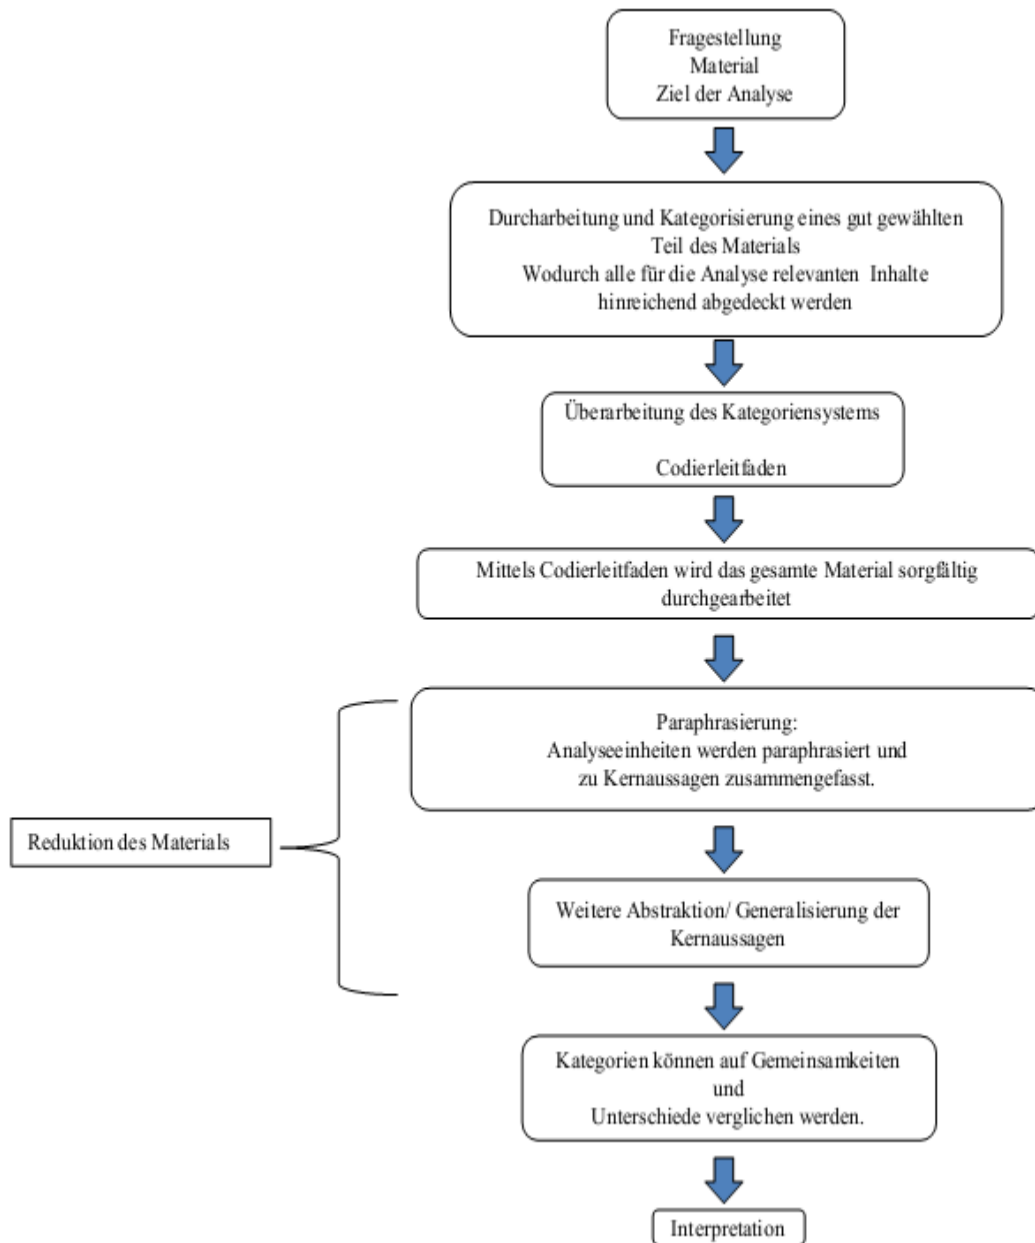 Fragestellung
Material
Ziel der Analyse
Durcharbeitung und Kategorisierung eines gut gewählten
Teil des Materials
Wodurch alle für die Analyse relevanten Inhalte
hinreichend abgedeckt werden
Überarbeitung des Kategoriensystems
Codierleitfaden
Mittels Codierleitfaden wird das gesamte Material sorgfältig
durchgearbeitet
Paraphrasierung:
Analyseeinheiten werden paraphrasiert und
zu Kernaussagen zusammengefasst.
Reduktion des Materials
Weitere Abstraktion/ Generalisierung der
Kernaussagen
Kategorien können auf Gemeinsamkeiten
und
Unterschiede verglichen werden.
Interpretation